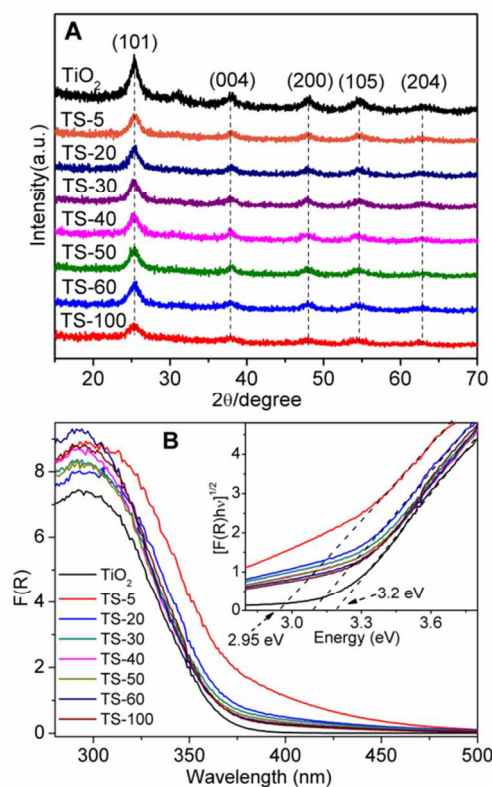 A
(101)
(004) (200) (105) (204)
TiO₂
TS-5
TS-20
TS-30
TS-40
TS-50
TS-60
TS-100
Intensity(a.u.)
20 30 40 50 60 70
2θ/degree
B
8
6
4
2
0
F(R)
TiO₂
TS-5
TS-20
TS-30
TS-40
TS-50
TS-60
TS-100
300 350 400 450 500
Wavelength (nm)
5
4
3
2
1
0
[F(R)hν]^1/2
3.0 3.3 3.6
2.95 eV
3.2 eV
Energy (eV)